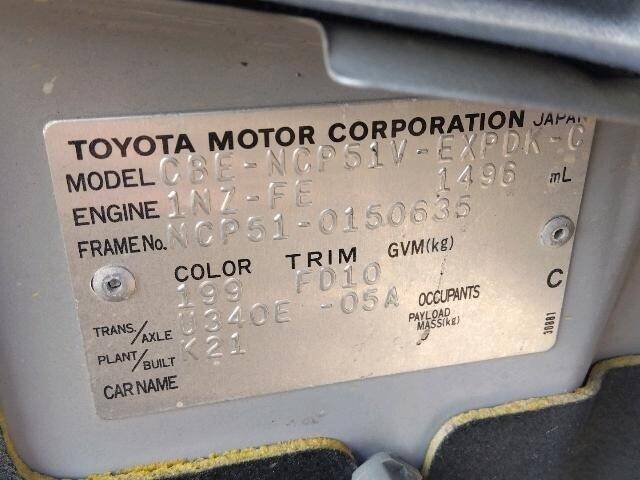 TOYOTA MOTOR CORPORATION JAPAN
MODEL CBE-NCP51V-EXPDK-C
ENGINE 1NZ-FE 1496 mL
FRAME No. NCP51-0150635
COLOR TRIM GVM(kg)
199 FD10 C
TRANS./AXLE U340E -05A OCCUPANTS
PLANT/BUILT K21 PAYLOAD MASS(kg)
CAR NAME